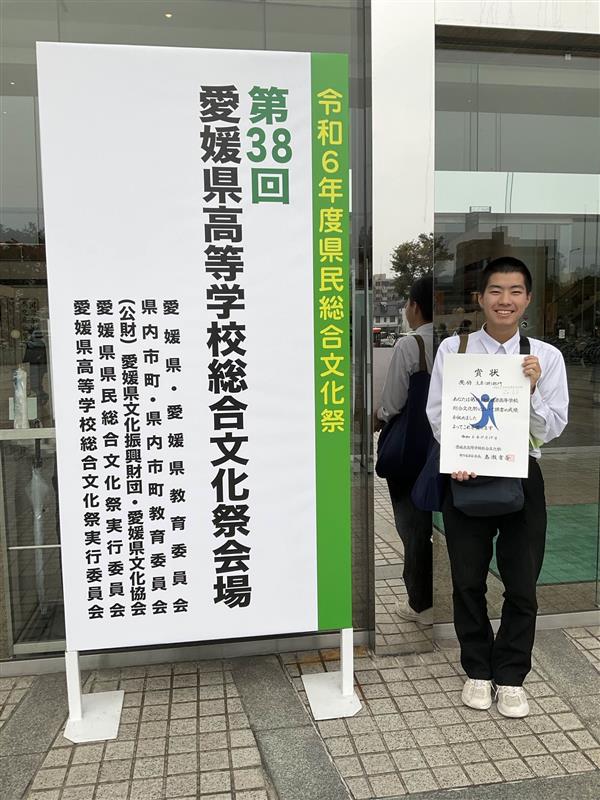 令和6年度県民総合文化祭
第38回
愛媛県高等学校総合文化祭会場
愛媛県・愛媛県教育委員会
県内市町・県内市町教育委員会
(公財)愛媛県文化振興財団・愛媛県文化協会
愛媛県県民総合文化祭実行委員会
愛媛県高等学校総合文化祭実行委員会
賞状